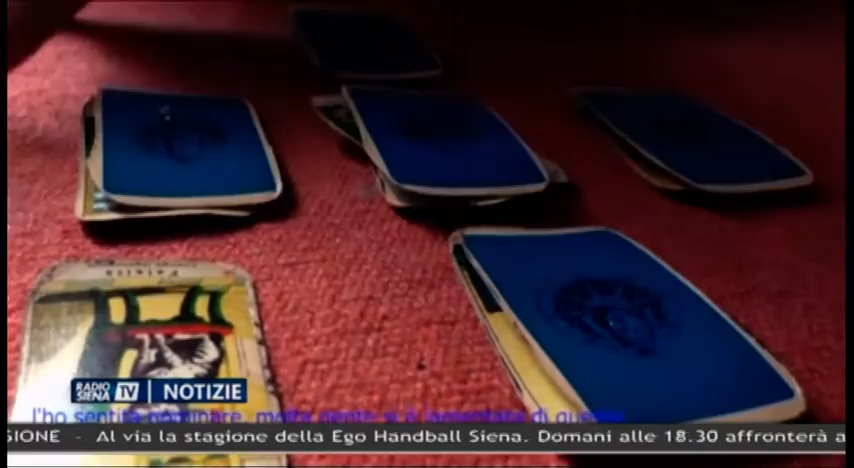 RADIO
SIENA TV NOTIZIE
l'ho sentita nominare, molta gente si è lamentata di queste
SIONE - Al via la stagione della Ego Handball Siena. Domani alle 18.30 affronterà a